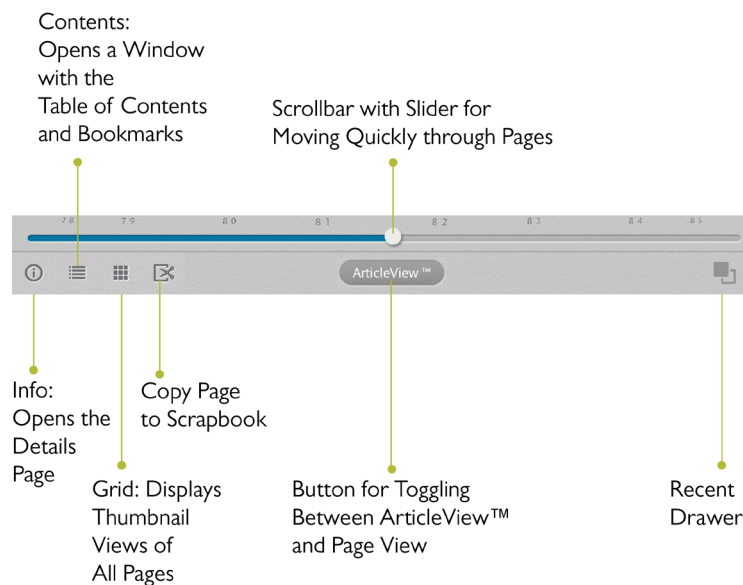 Contents:
Opens a Window
with the
Table of Contents
and Bookmarks
Scrollbar with Slider for
Moving Quickly through Pages
78 79 80 81 82 83 84 85
ArticleView ™
Info:
Opens the
Details
Page
Copy Page
to Scrapbook
Grid: Displays
Thumbnail
Views of
All Pages
Button for Toggling
Between ArticleView™
and Page View
Recent
Drawer